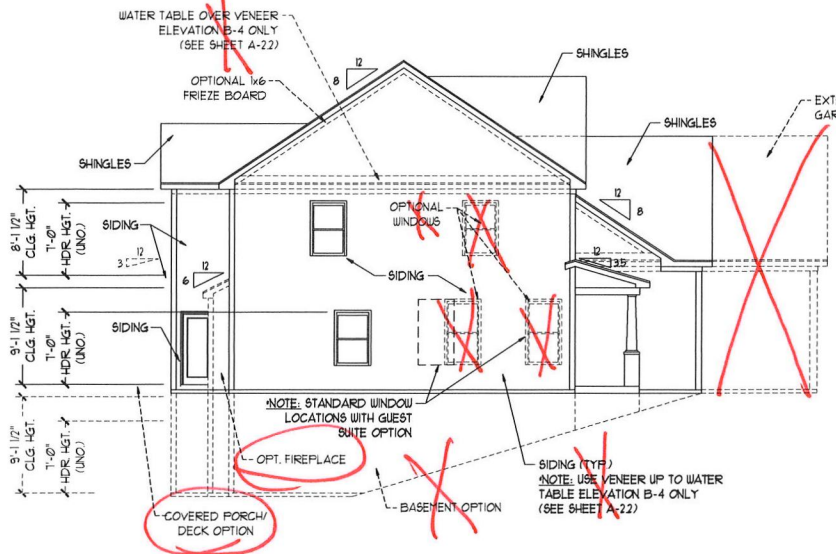 WATER TABLE OVER VENEER
ELEVATION B-4 ONLY
(SEE SHEET A-2.2)
12
8
SHINGLES
OPTIONAL 1x6
FRIEZE BOARD
EXT
GAR
SHINGLES
SHINGLES
12
8
OPTIONAL
WINDOWS
SIDING
8'-1 1/2"
CLG. HGT.
7'-0"
HDR. HGT.
(UNO.)
12
3
12
6
SIDING
12
3.5
9'-1 1/2"
CLG. HGT.
7'-0"
HDR. HGT.
(UNO.)
SIDING
*NOTE: STANDARD WINDOW
LOCATIONS WITH GUEST
SUITE OPTION
9'-1 1/2"
CLG. HGT.
7'-0"
HDR. HGT.
(UNO.)
OPT. FIREPLACE
SIDING (TYP.)
*NOTE: USE VENEER UP TO WATER
TABLE ELEVATION B-4 ONLY
(SEE SHEET A-2.2)
BASEMENT OPTION
COVERED PORCH/
DECK OPTION